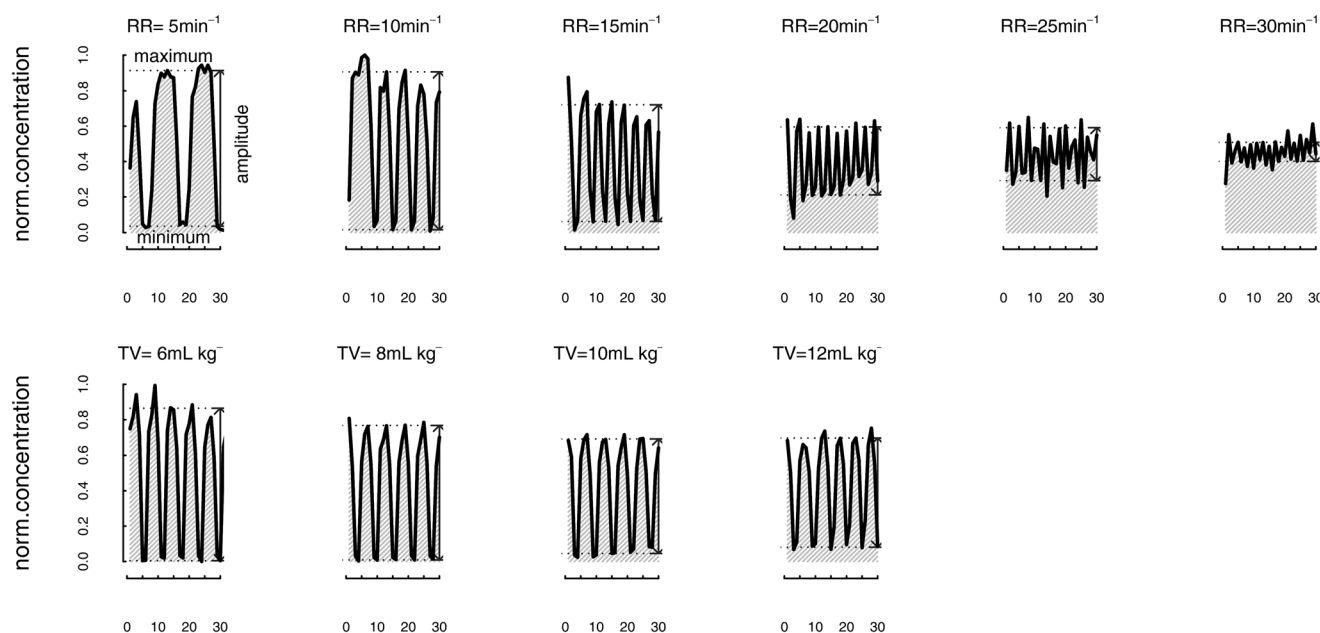 RR= 5min⁻¹ RR=10min⁻¹ RR=15min⁻¹ RR=20min⁻¹ RR=25min⁻¹ RR=30min⁻¹
norm.concentration
1.0
0.8
0.6
0.4
0.2
0.0
maximum
amplitude
minimum
0 10 20 30 0 10 20 30 0 10 20 30 0 10 20 30 0 10 20 30 0 10 20 30
TV= 6mL kg⁻ TV= 8mL kg⁻ TV=10mL kg⁻ TV=12mL kg⁻
norm.concentration
1.0
0.8
0.6
0.4
0.2
0.0
0 10 20 30 0 10 20 30 0 10 20 30 0 10 20 30